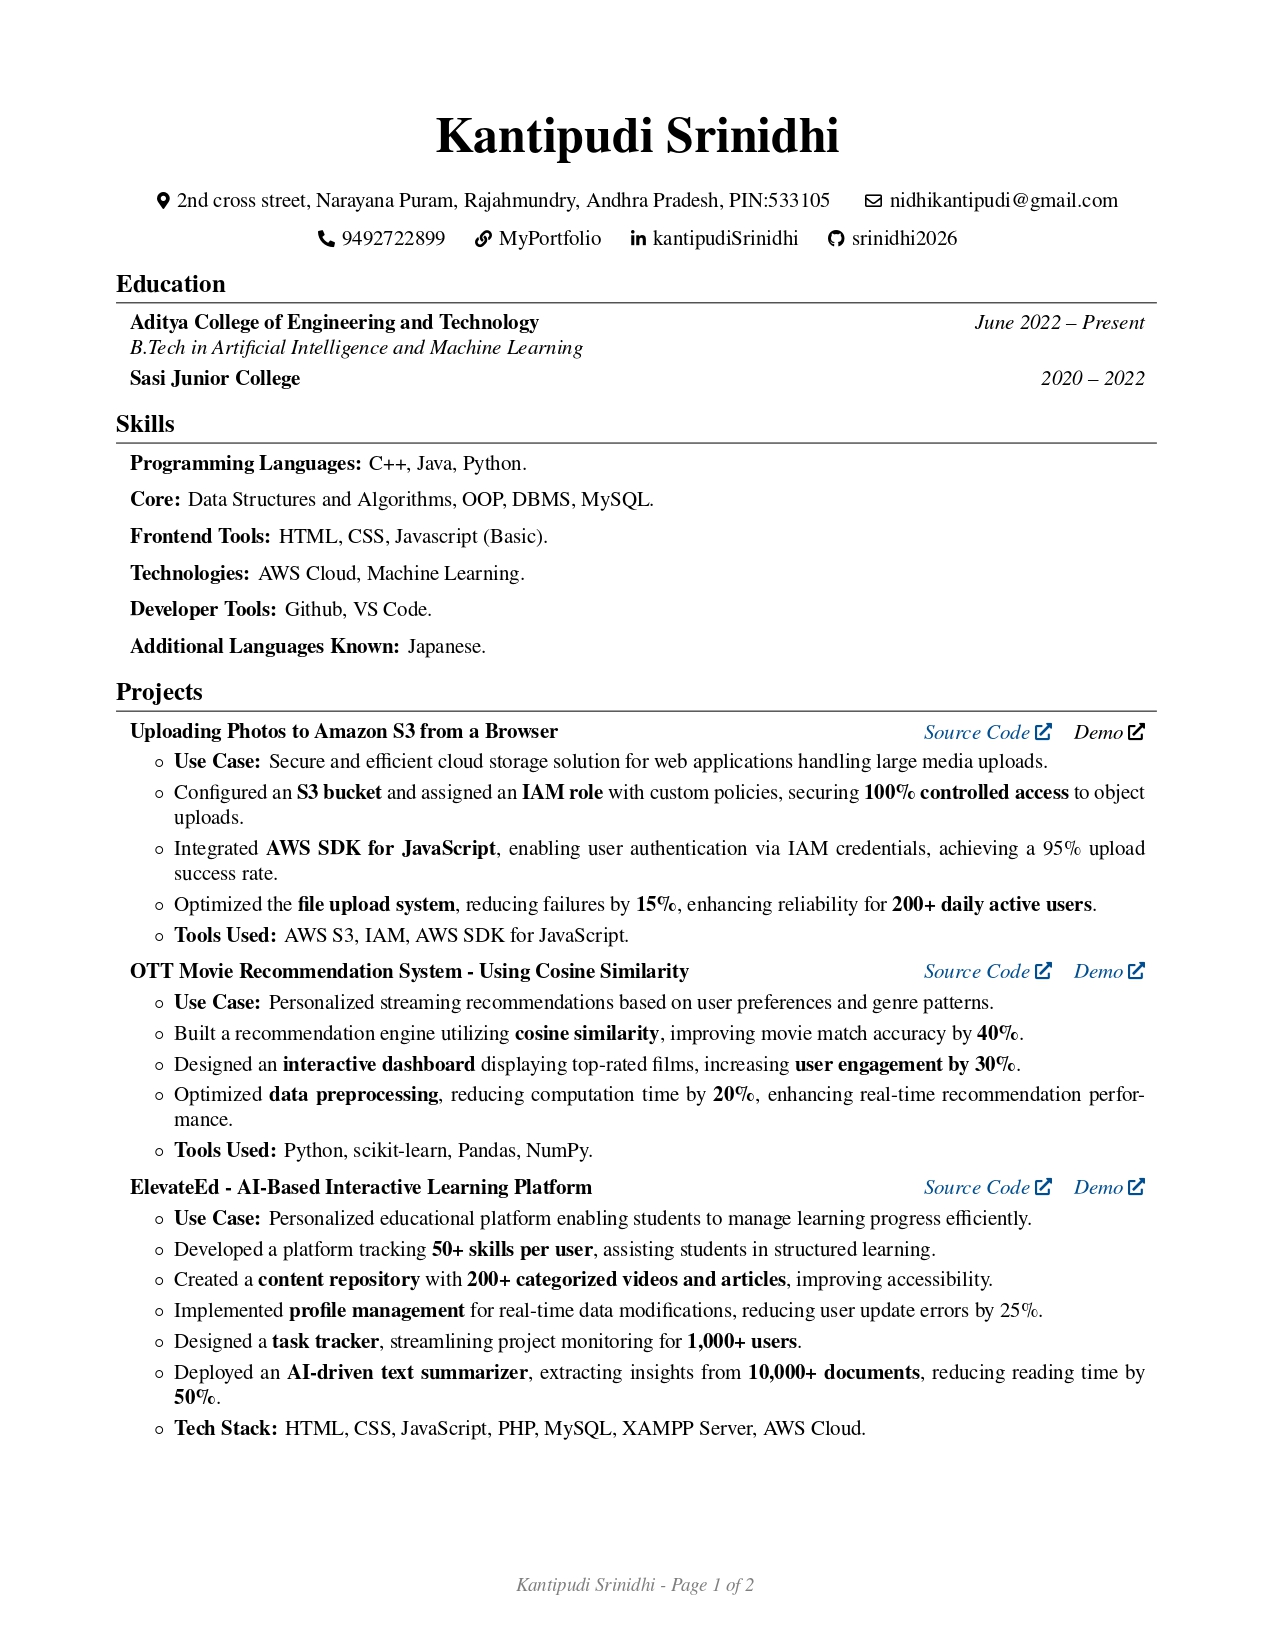 Kantipudi Srinidhi
2nd cross street, Narayana Puram, Rajahmundry, Andhra Pradesh, PIN:533105 nidhikantipudi@gmail.com
9492722899 MyPortfolio kantipudiSrinidhi srinidhi2026
Education
Aditya College of Engineering and Technology June 2022 – Present
B.Tech in Artificial Intelligence and Machine Learning
Sasi Junior College 2020 – 2022
Skills
Programming Languages: C++, Java, Python.
Core: Data Structures and Algorithms, OOP, DBMS, MySQL.
Frontend Tools: HTML, CSS, Javascript (Basic).
Technologies: AWS Cloud, Machine Learning.
Developer Tools: Github, VS Code.
Additional Languages Known: Japanese.
Projects
Uploading Photos to Amazon S3 from a Browser Source Code Demo
◦ Use Case: Secure and efficient cloud storage solution for web applications handling large media uploads.
◦ Configured an S3 bucket and assigned an IAM role with custom policies, securing 100% controlled access to object
uploads.
◦ Integrated AWS SDK for JavaScript, enabling user authentication via IAM credentials, achieving a 95% upload
success rate.
◦ Optimized the file upload system, reducing failures by 15%, enhancing reliability for 200+ daily active users.
◦ Tools Used: AWS S3, IAM, AWS SDK for JavaScript.
OTT Movie Recommendation System - Using Cosine Similarity Source Code Demo
◦ Use Case: Personalized streaming recommendations based on user preferences and genre patterns.
◦ Built a recommendation engine utilizing cosine similarity, improving movie match accuracy by 40%.
◦ Designed an interactive dashboard displaying top-rated films, increasing user engagement by 30%.
◦ Optimized data preprocessing, reducing computation time by 20%, enhancing real-time recommendation perfor-
mance.
◦ Tools Used: Python, scikit-learn, Pandas, NumPy.
ElevateEd - AI-Based Interactive Learning Platform Source Code Demo
◦ Use Case: Personalized educational platform enabling students to manage learning progress efficiently.
◦ Developed a platform tracking 50+ skills per user, assisting students in structured learning.
◦ Created a content repository with 200+ categorized videos and articles, improving accessibility.
◦ Implemented profile management for real-time data modifications, reducing user update errors by 25%.
◦ Designed a task tracker, streamlining project monitoring for 1,000+ users.
◦ Deployed an AI-driven text summarizer, extracting insights from 10,000+ documents, reducing reading time by
50%.
◦ Tech Stack: HTML, CSS, JavaScript, PHP, MySQL, XAMPP Server, AWS Cloud.
Kantipudi Srinidhi - Page 1 of 2